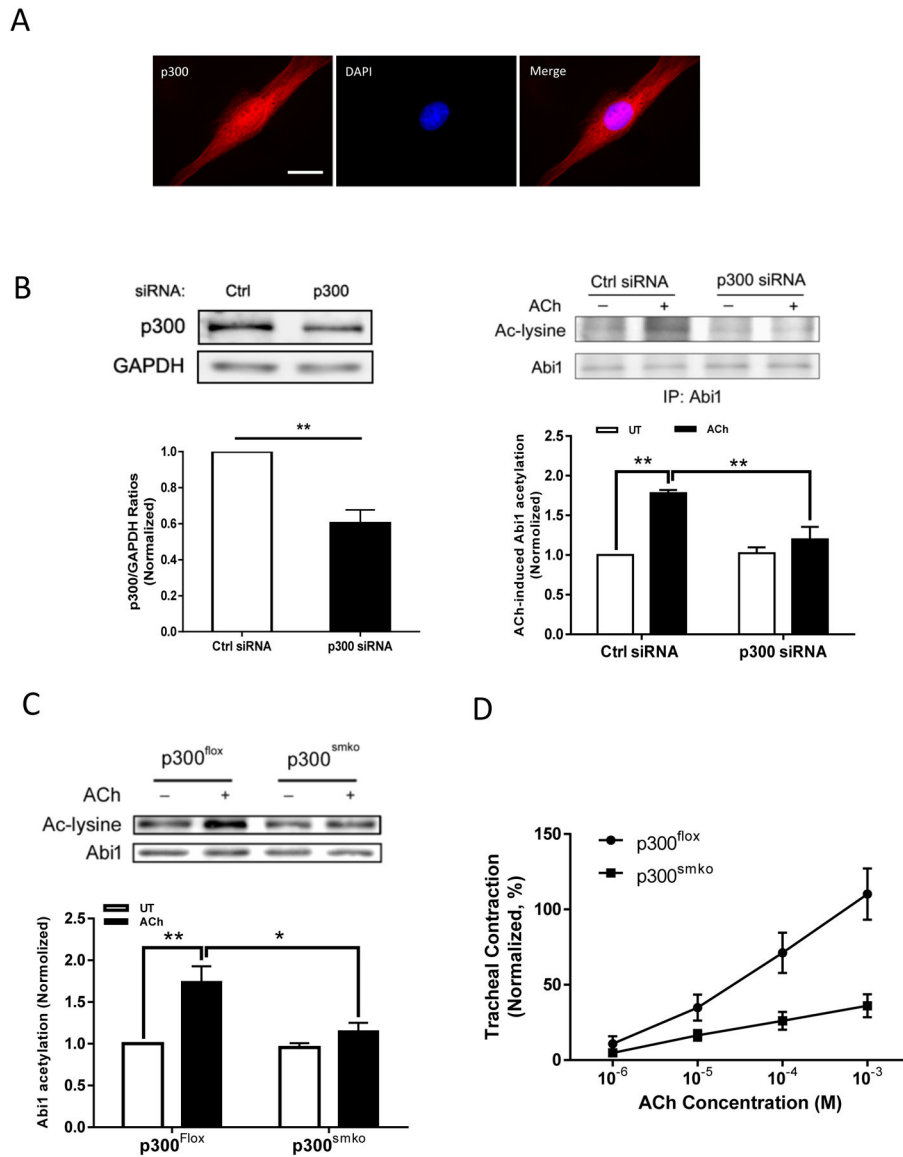 A
p300
DAPI
Merge
B
siRNA: Ctrl p300
p300
GAPDH
**
p300/GAPDH Ratios
(Normalized)
1.0
0.8
0.6
0.4
0.2
0.0
Ctrl siRNA
p300 siRNA
Ctrl siRNA p300 siRNA
ACh – + – +
Ac-lysine
Abi1
IP: Abi1
UT
ACh
** **
ACh-induced Abi1 acetylation
(Normolized)
2.5
2.0
1.5
1.0
0.5
0.0
Ctrl siRNA
p300 siRNA
C
p300flox p300smko
ACh – + – +
Ac-lysine
Abi1
UT
ACh
** *
Abi1 acetylation (Normolized)
2.5
2.0
1.5
1.0
0.5
0.0
p300Flox
p300smko
D
p300flox
p300smko
Tracheal Contraction
(Normalized, %)
150
100
50
0
10-6 10-5 10-4 10-3
ACh Concentration (M)